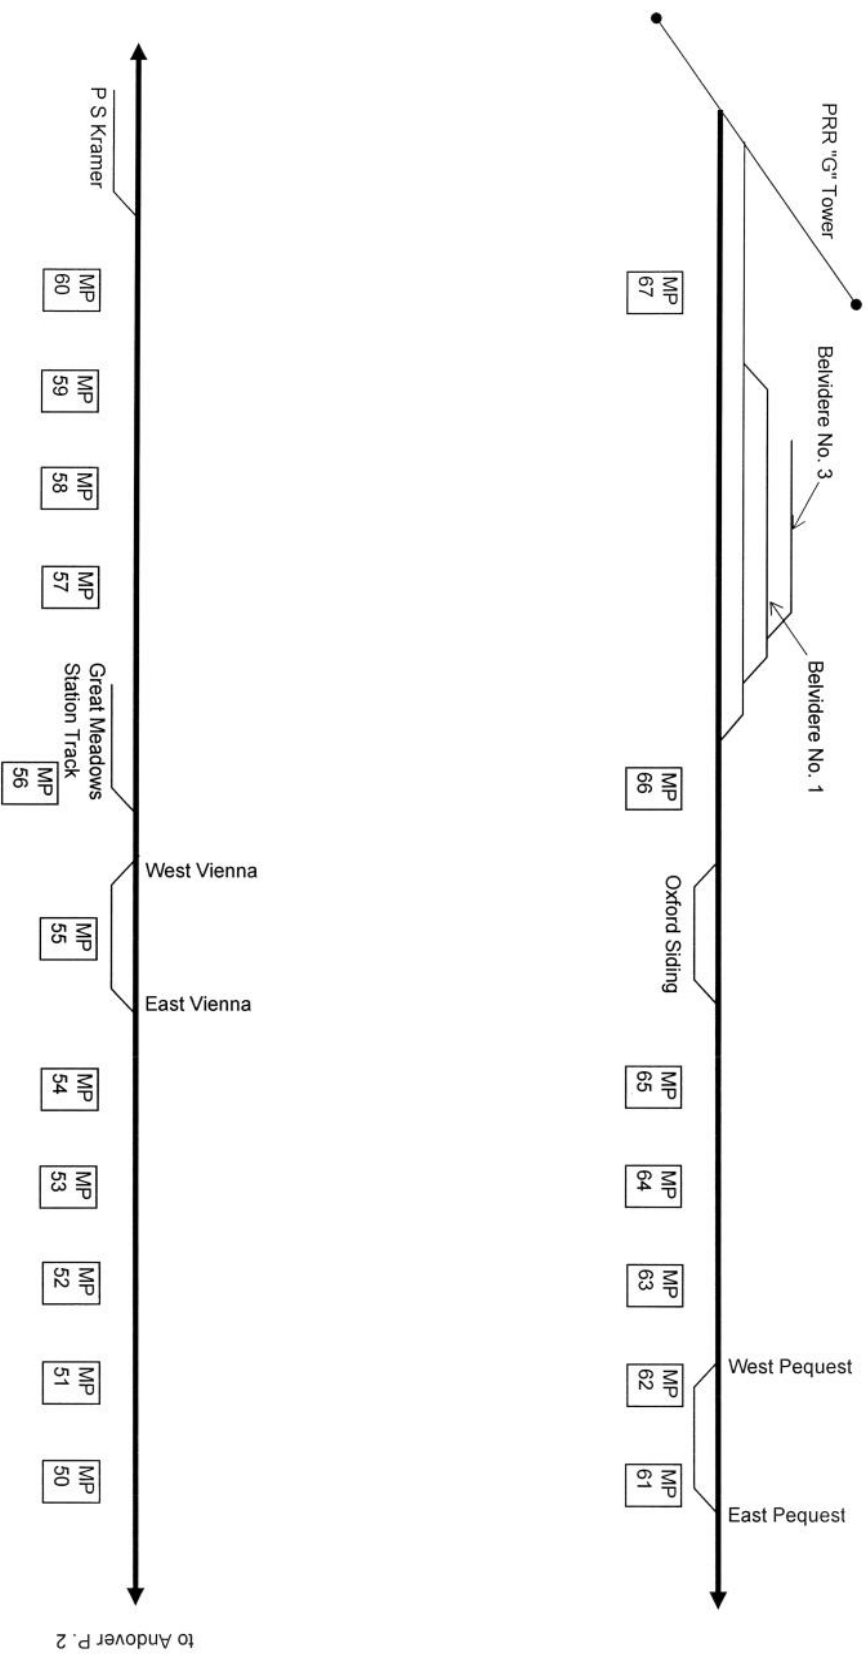 PRR "G" Tower
Belvidere No. 3
Belvidere No. 1
MP
67
MP
66
Oxford Siding
MP
65
MP
64
MP
63
West Pequest
MP
62
MP
61
East Pequest
P S Kramer
MP
60
MP
59
MP
58
MP
57
Great Meadows
Station Track
MP
56
West Vienna
MP
55
East Vienna
MP
54
MP
53
MP
52
MP
51
MP
50
to Andover P. 2